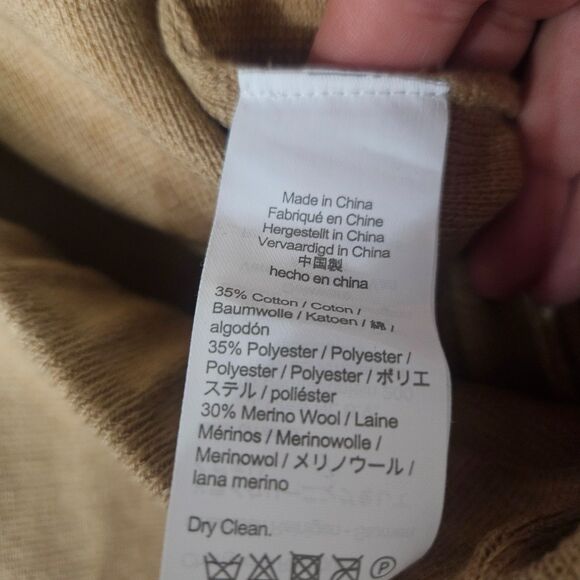 Made in China
Fabriqué en Chine
Hergestellt in China
Vervaardigd in China
中国製
hecho en china
35% Cotton / Coton /
Baumwolle / Katoen / 綿 /
algodón
35% Polyester / Polyester /
Polyester / Polyester / ポリエ
ステル / poliéster
30% Merino Wool / Laine
Mérinos / Merinowolle /
Merinowol / メリノウール /
lana merino
Dry Clean.
P